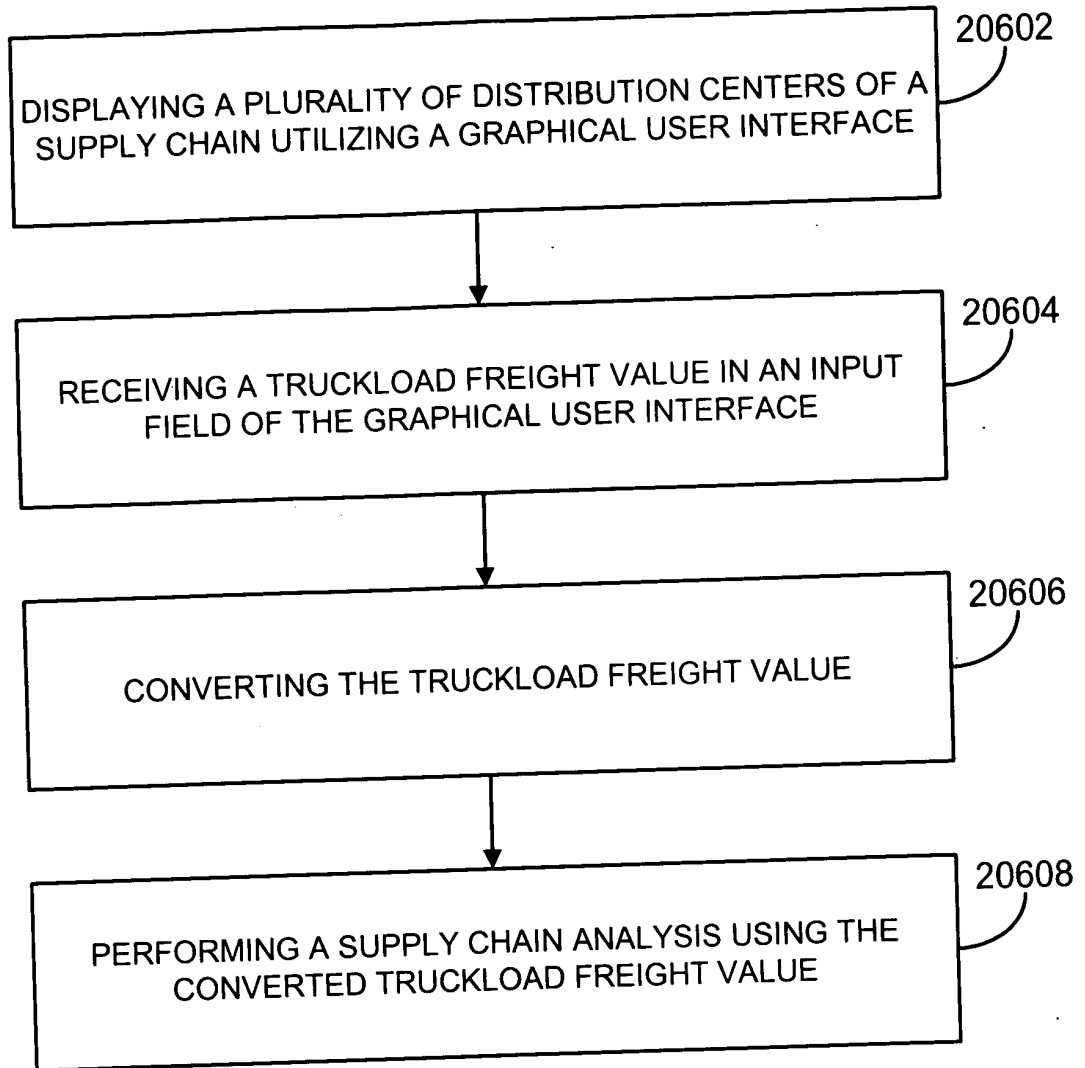 20602
DISPLAYING A PLURALITY OF DISTRIBUTION CENTERS OF A
SUPPLY CHAIN UTILIZING A GRAPHICAL USER INTERFACE
20604
RECEIVING A TRUCKLOAD FREIGHT VALUE IN AN INPUT
FIELD OF THE GRAPHICAL USER INTERFACE
20606
CONVERTING THE TRUCKLOAD FREIGHT VALUE
20608
PERFORMING A SUPPLY CHAIN ANALYSIS USING THE
CONVERTED TRUCKLOAD FREIGHT VALUE